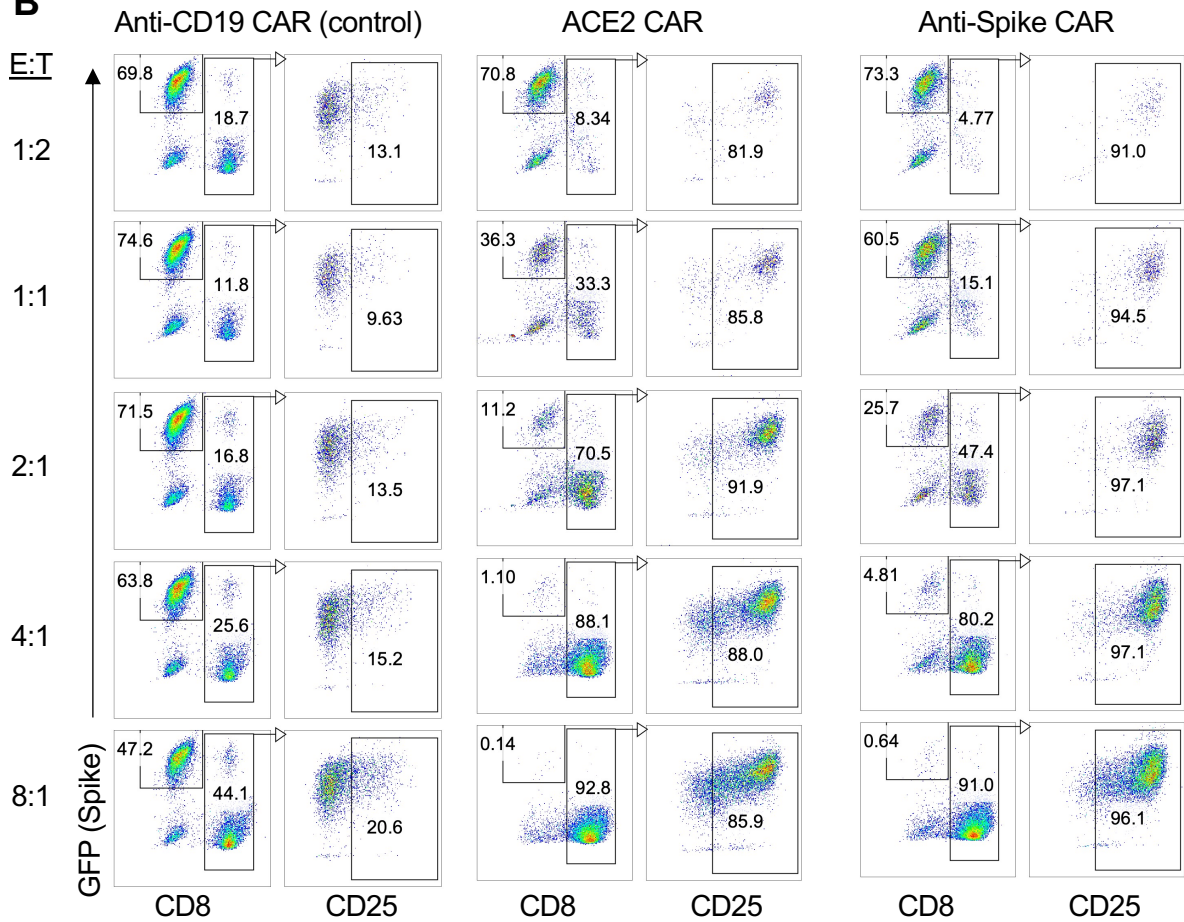 B
Anti-CD19 CAR (control) ACE2 CAR Anti-Spike CAR
E:T
1:2 69.8 18.7 13.1 70.8 8.34 81.9 73.3 4.77 91.0
1:1 74.6 11.8 9.63 36.3 33.3 85.8 60.5 15.1 94.5
2:1 71.5 16.8 13.5 11.2 70.5 91.9 25.7 47.4 97.1
4:1 63.8 25.6 15.2 1.10 88.1 88.0 4.81 80.2 97.1
8:1 47.2 44.1 20.6 0.14 92.8 85.9 0.64 91.0 96.1
GFP (Spike)
CD8 CD25 CD8 CD25 CD8 CD25